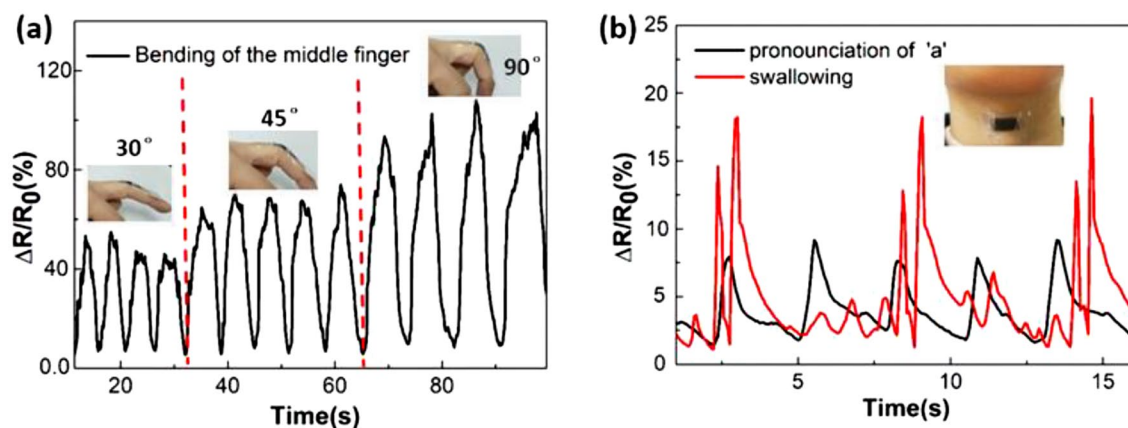 (a)
Bending of the middle finger
30°
45°
90°
120
80
40
0.0
20
40
60
80
ΔR/R0(%)
Time(s)
(b)
pronounciation of 'a'
swallowing
25
20
15
10
5
0
5
10
15
ΔR/R0(%)
Time(s)